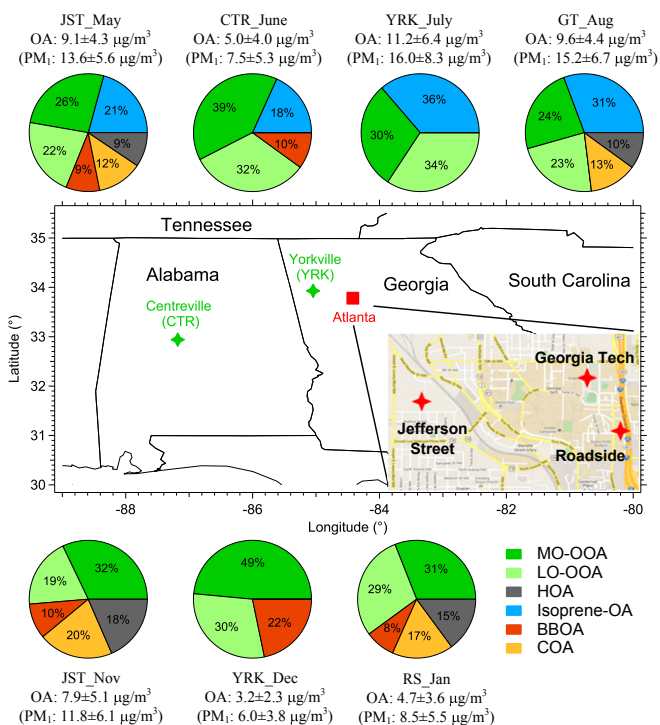 JST_May
OA: 9.1±4.3 µg/m³
(PM₁: 13.6±5.6 µg/m³)
CTR_June
OA: 5.0±4.0 µg/m³
(PM₁: 7.5±5.3 µg/m³)
YRK_July
OA: 11.2±6.4 µg/m³
(PM₁: 16.0±8.3 µg/m³)
GT_Aug
OA: 9.6±4.4 µg/m³
(PM₁: 15.2±6.7 µg/m³)
26%
21%
9%
12%
9%
22%
39%
18%
10%
32%
36%
30%
34%
24%
31%
10%
13%
23%
Tennessee
Alabama
Georgia
South Carolina
Yorkville
(YRK)
Centreville
(CTR)
Atlanta
Georgia Tech
Jefferson
Street
Roadside
Latitude (°)
35
34
33
32
31
30
-88
-86
-84
-82
-80
Longitude (°)
19%
32%
18%
20%
10%
49%
30%
22%
29%
31%
15%
17%
8%
MO-OOA
LO-OOA
HOA
Isoprene-OA
BBOA
COA
JST_Nov
OA: 7.9±5.1 µg/m³
(PM₁: 11.8±6.1 µg/m³)
YRK_Dec
OA: 3.2±2.3 µg/m³
(PM₁: 6.0±3.8 µg/m³)
RS_Jan
OA: 4.7±3.6 µg/m³
(PM₁: 8.5±5.5 µg/m³)